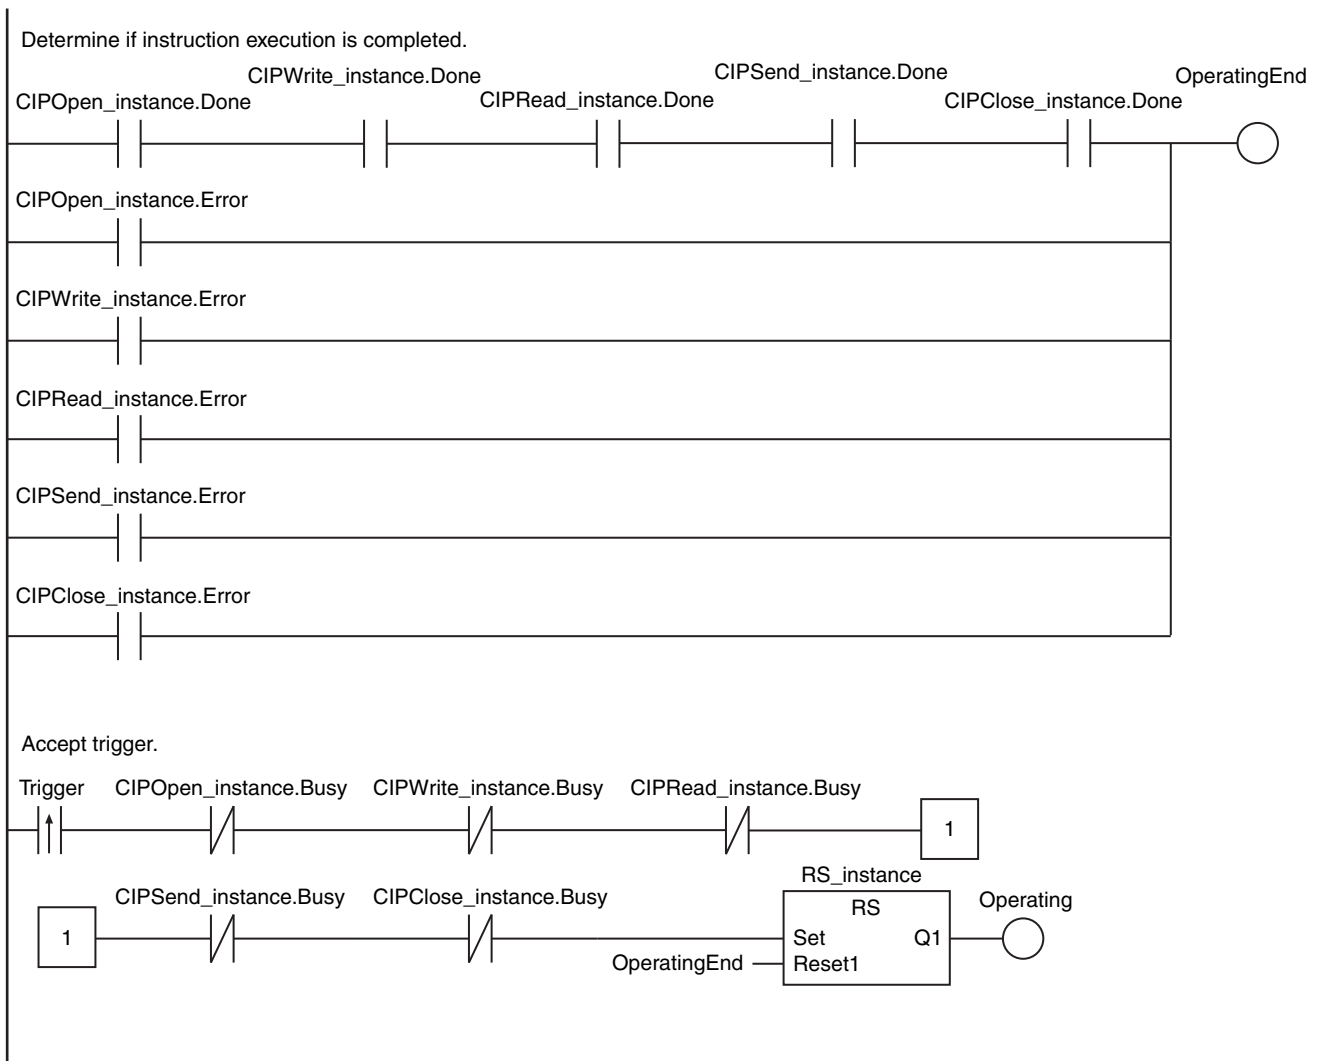 Determine if instruction execution is completed.
CIPWrite_instance.Done CIPSend_instance.Done OperatingEnd
CIPOpen_instance.Done CIPRead_instance.Done CIPClose_instance.Done
CIPOpen_instance.Error
CIPWrite_instance.Error
CIPRead_instance.Error
CIPSend_instance.Error
CIPClose_instance.Error
Accept trigger.
Trigger CIPOpen_instance.Busy CIPWrite_instance.Busy CIPRead_instance.Busy
1
RS_instance
CIPSend_instance.Busy CIPClose_instance.Busy RS Operating
1 Set Q1
OperatingEnd Reset1